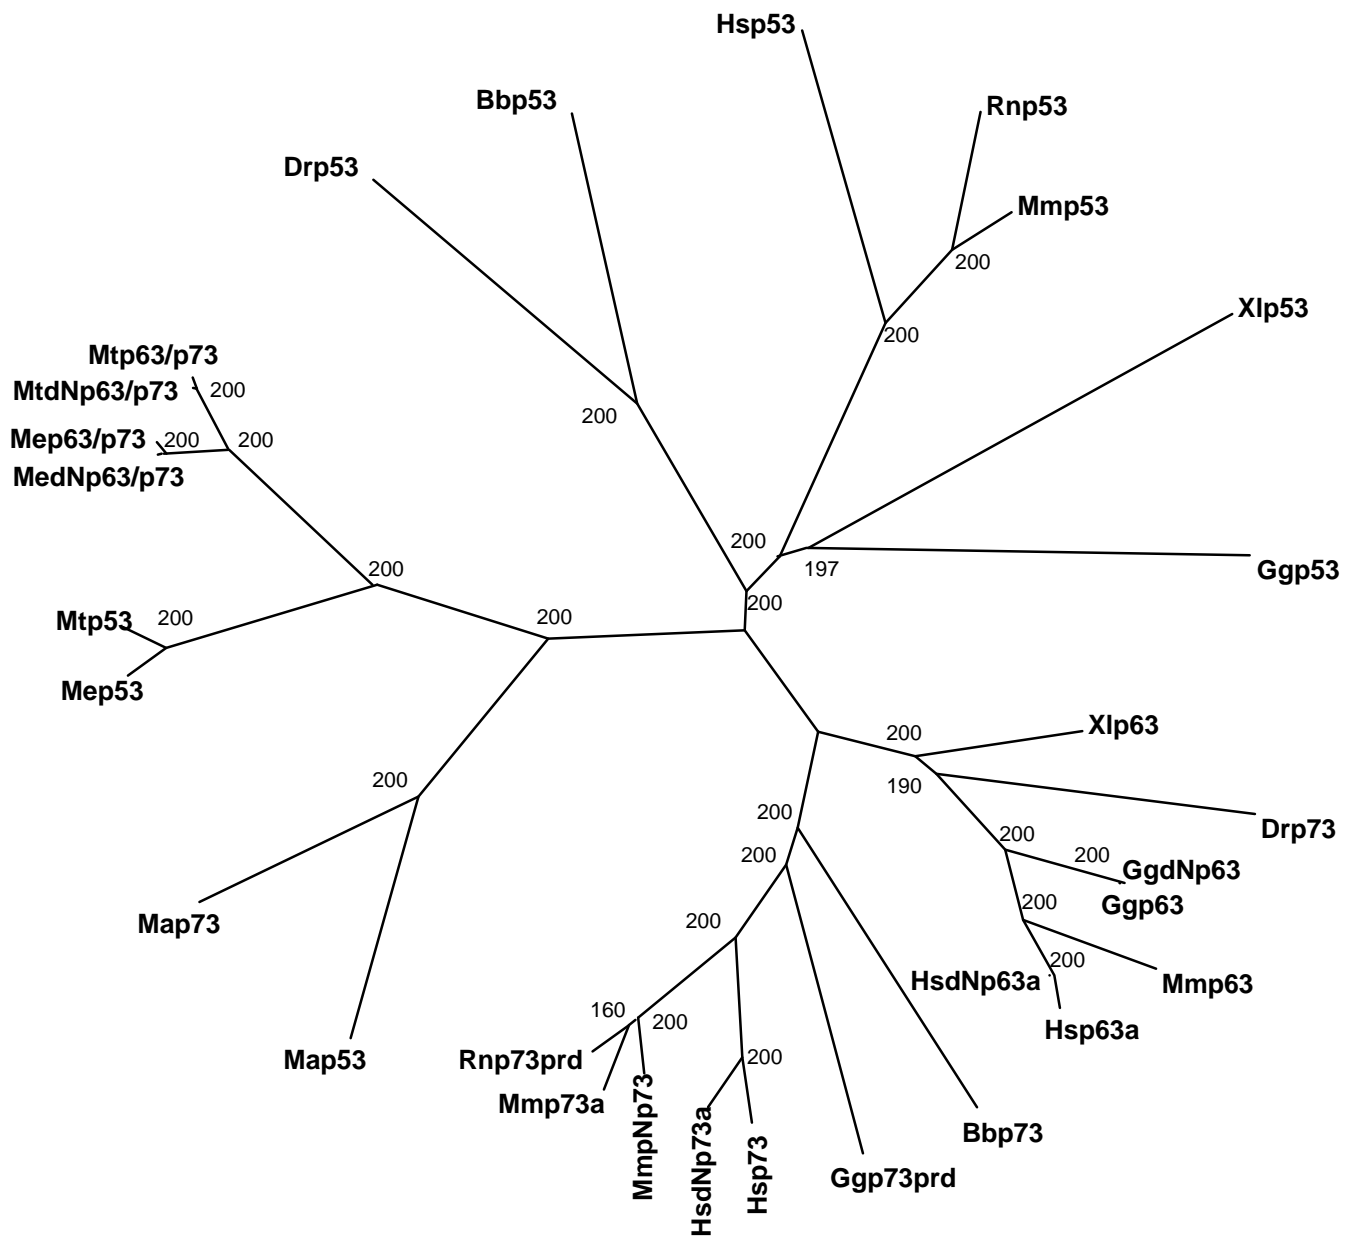 Hsp53
Bbp53
Rnp53
Drp53
Mmp53
200
Xlp53
200
Mtp63/p73
MtdNp63/p73
200
200
Mep63/p73
200
200
MedNp63/p73
200
197
Ggp53
200
200
200
200
Mtp53
Mep53
Xlp63
200
190
200
200
Drp73
200
200
200
GgdNp63
Ggp63
200
200
Map73
200
HsdNp63a
Mmp63
Hsp63a
160
200
Map53
Rnp73prd
200
Mmp73a
MmpNp73
HsdNp73a
Hsp73
Bbp73
Ggp73prd